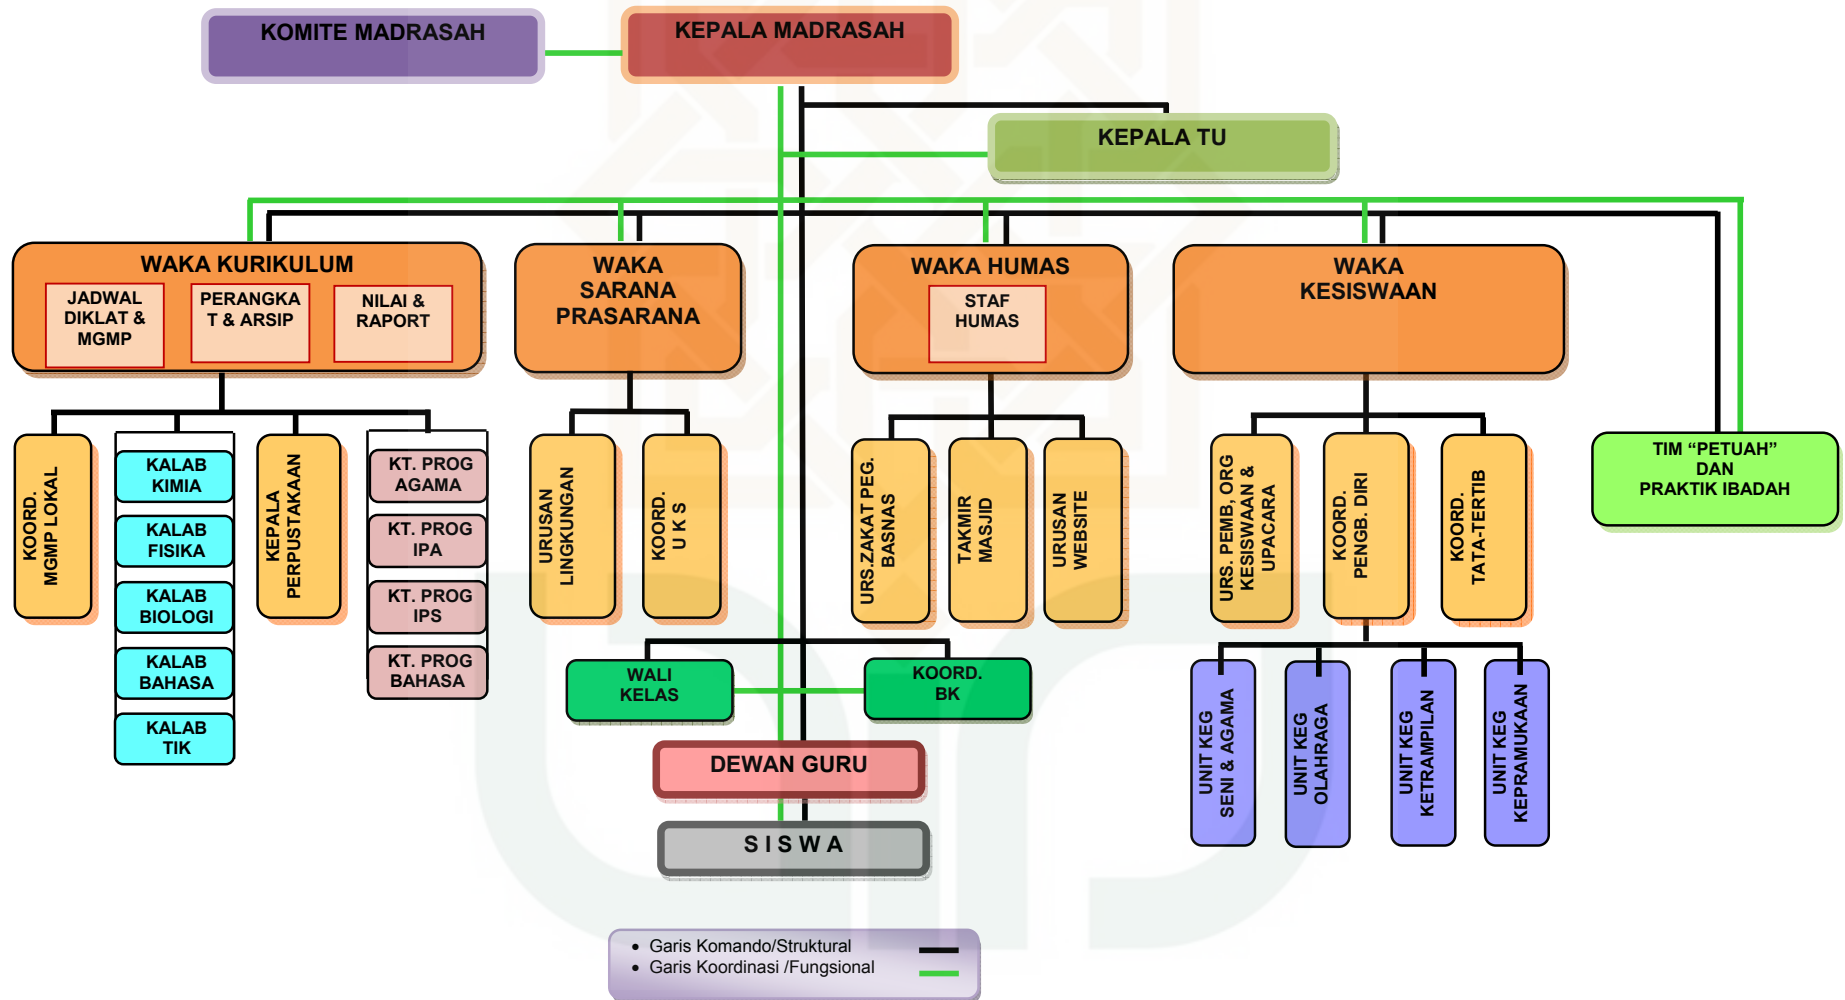 KOMITE MADRASAH
KEPALA MADRASAH
KEPALA TU
WAKA KURIKULUM
JADWAL
DIKLAT &
MGMP
PERANGKA
T & ARSIP
NILAI &
RAPORT
WAKA
SARANA
PRASARANA
WAKA HUMAS
STAF
HUMAS
WAKA
KESISWAAN
KOORD.
MGMP LOKAL
KALAB
KIMIA
KALAB
FISIKA
KALAB
BIOLOGI
KALAB
BAHASA
KALAB
TIK
KEPALA
PERPUSTAKAAN
KT. PROG
AGAMA
KT. PROG
IPA
KT. PROG
IPS
KT. PROG
BAHASA
URUSAN
LINGKUNGAN
KOORD.
U K S
URS.ZAKAT PEG.
BASNAS
TAKMIR
MASJID
URUSAN
WEBSITE
URS. PEMB, ORG
KESISWAAN &
UPACARA
KOORD.
PENGB. DIRI
KOORD.
TATA-TERTIB
TIM “PETUAH”
DAN
PRAKTIK IBADAH
WALI
KELAS
KOORD.
BK
UNIT KEG
SENI & AGAMA
UNIT KEG
OLAHRAGA
UNIT KEG
KETRAMPILAN
UNIT KEG
KEPRAMUKAAN
DEWAN GURU
S I S W A
• Garis Komando/Struktural
• Garis Koordinasi /Fungsional